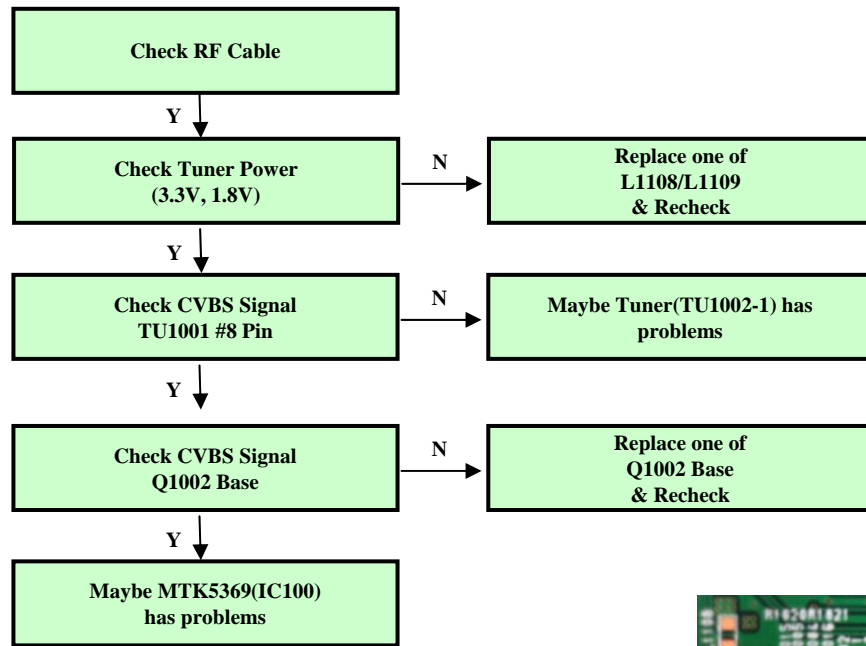 Check RF Cable
Y
Check Tuner Power
(3.3V, 1.8V)
N
Replace one of
L1108/L1109
& Recheck
Y
Check CVBS Signal
TU1001 #8 Pin
N
Maybe Tuner(TU1002-1) has
problems
Y
Check CVBS Signal
Q1002 Base
N
Replace one of
Q1002 Base
& Recheck
Y
Maybe MTK5369(IC100)
has problems